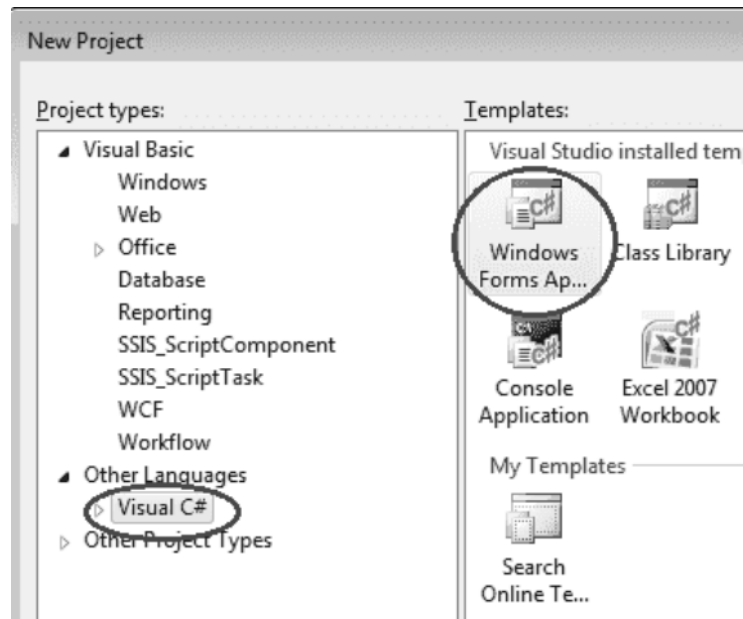 New Project
Project types:
Visual Basic
Windows
Web
Office
Database
Reporting
SSIS_ScriptComponent
SSIS_ScriptTask
WCF
Workflow
Other Languages
Visual C#
Other Project Types
Templates:
Visual Studio installed tem
C#
C#
Windows
Forms Ap...
Class Library
C#
C#
Console
Application
Excel 2007
Workbook
My Templates
Search
Online Te...